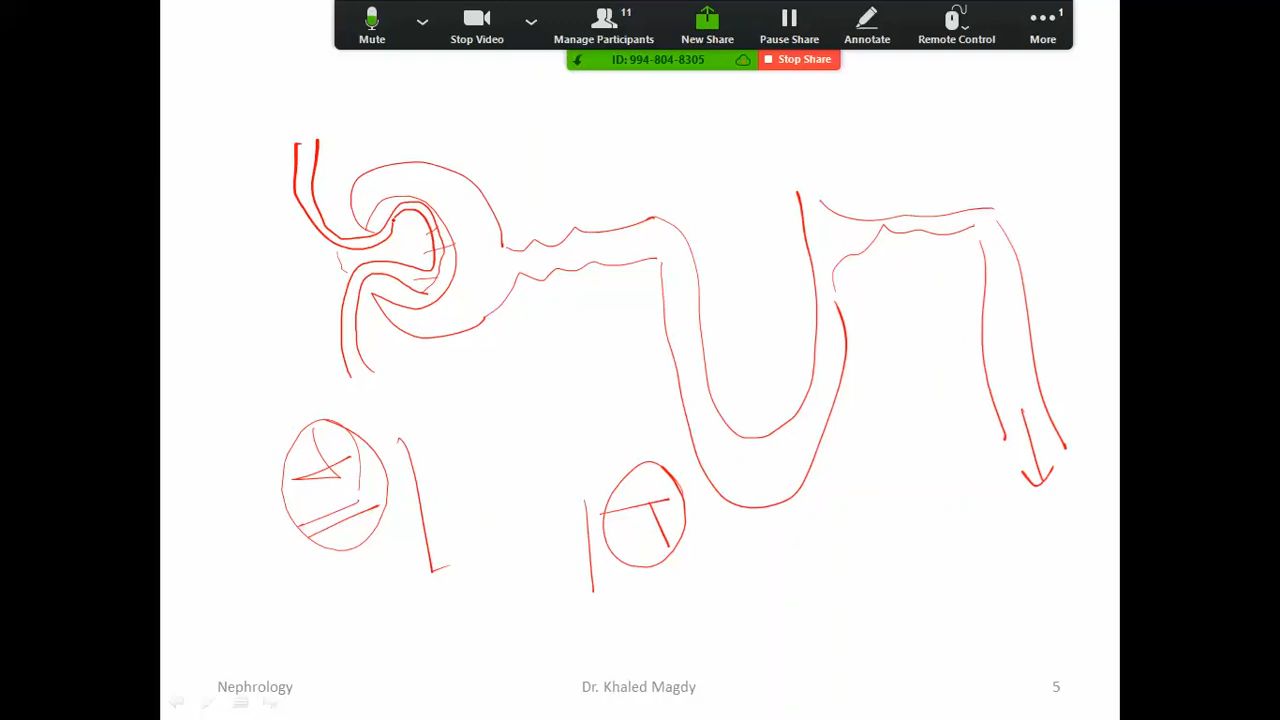 11
1
Mute
Stop Video
Manage Participants
New Share
Pause Share
Annotate
Remote Control
More
ID: 994-804-8305
Stop Share
Nephrology
Dr. Khaled Magdy
5